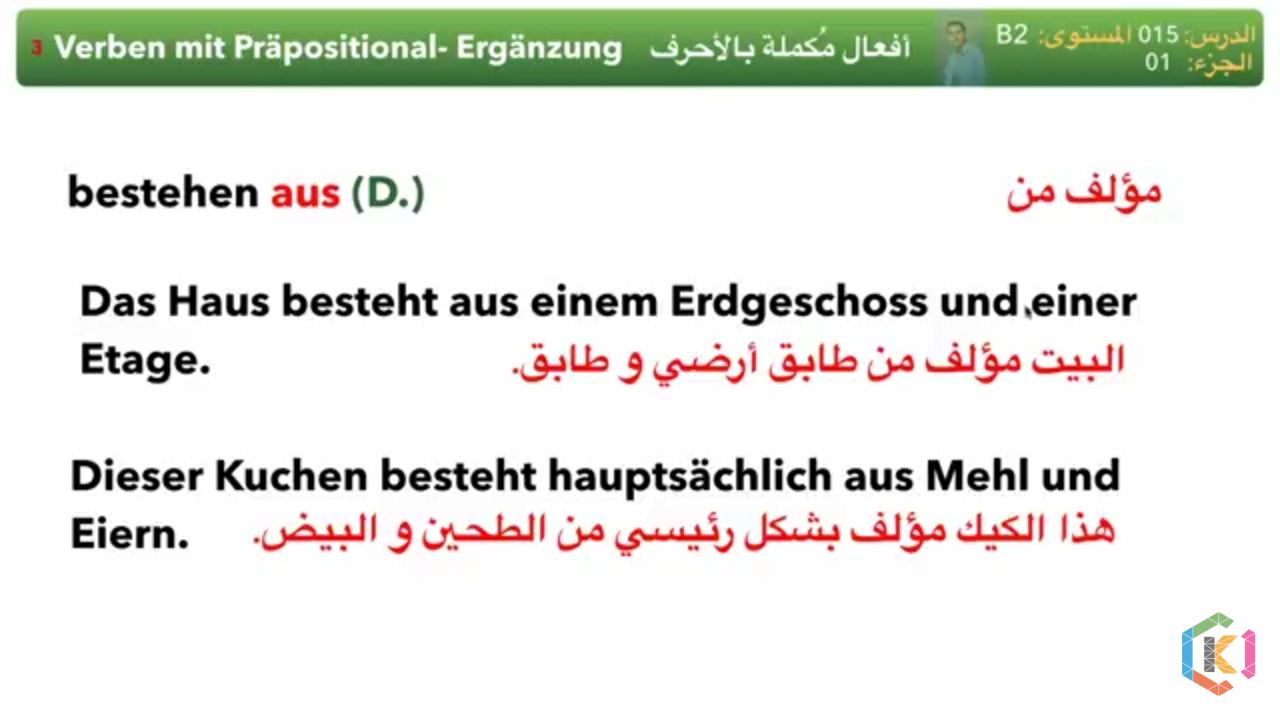 3 Verben mit Präpositional- Ergänzung أفعال مُكملة بالأحرف
الدرس: 015 المستوى: B2
الجزء: 01
bestehen aus (D.)
مؤلف من
Das Haus besteht aus einem Erdgeschoss und einer
Etage.
البيت مؤلف من طابق أرضي و طابق.
Dieser Kuchen besteht hauptsächlich aus Mehl und
Eiern.
هذا الكيك مؤلف بشكل رئيسي من الطحين و البيض.
K